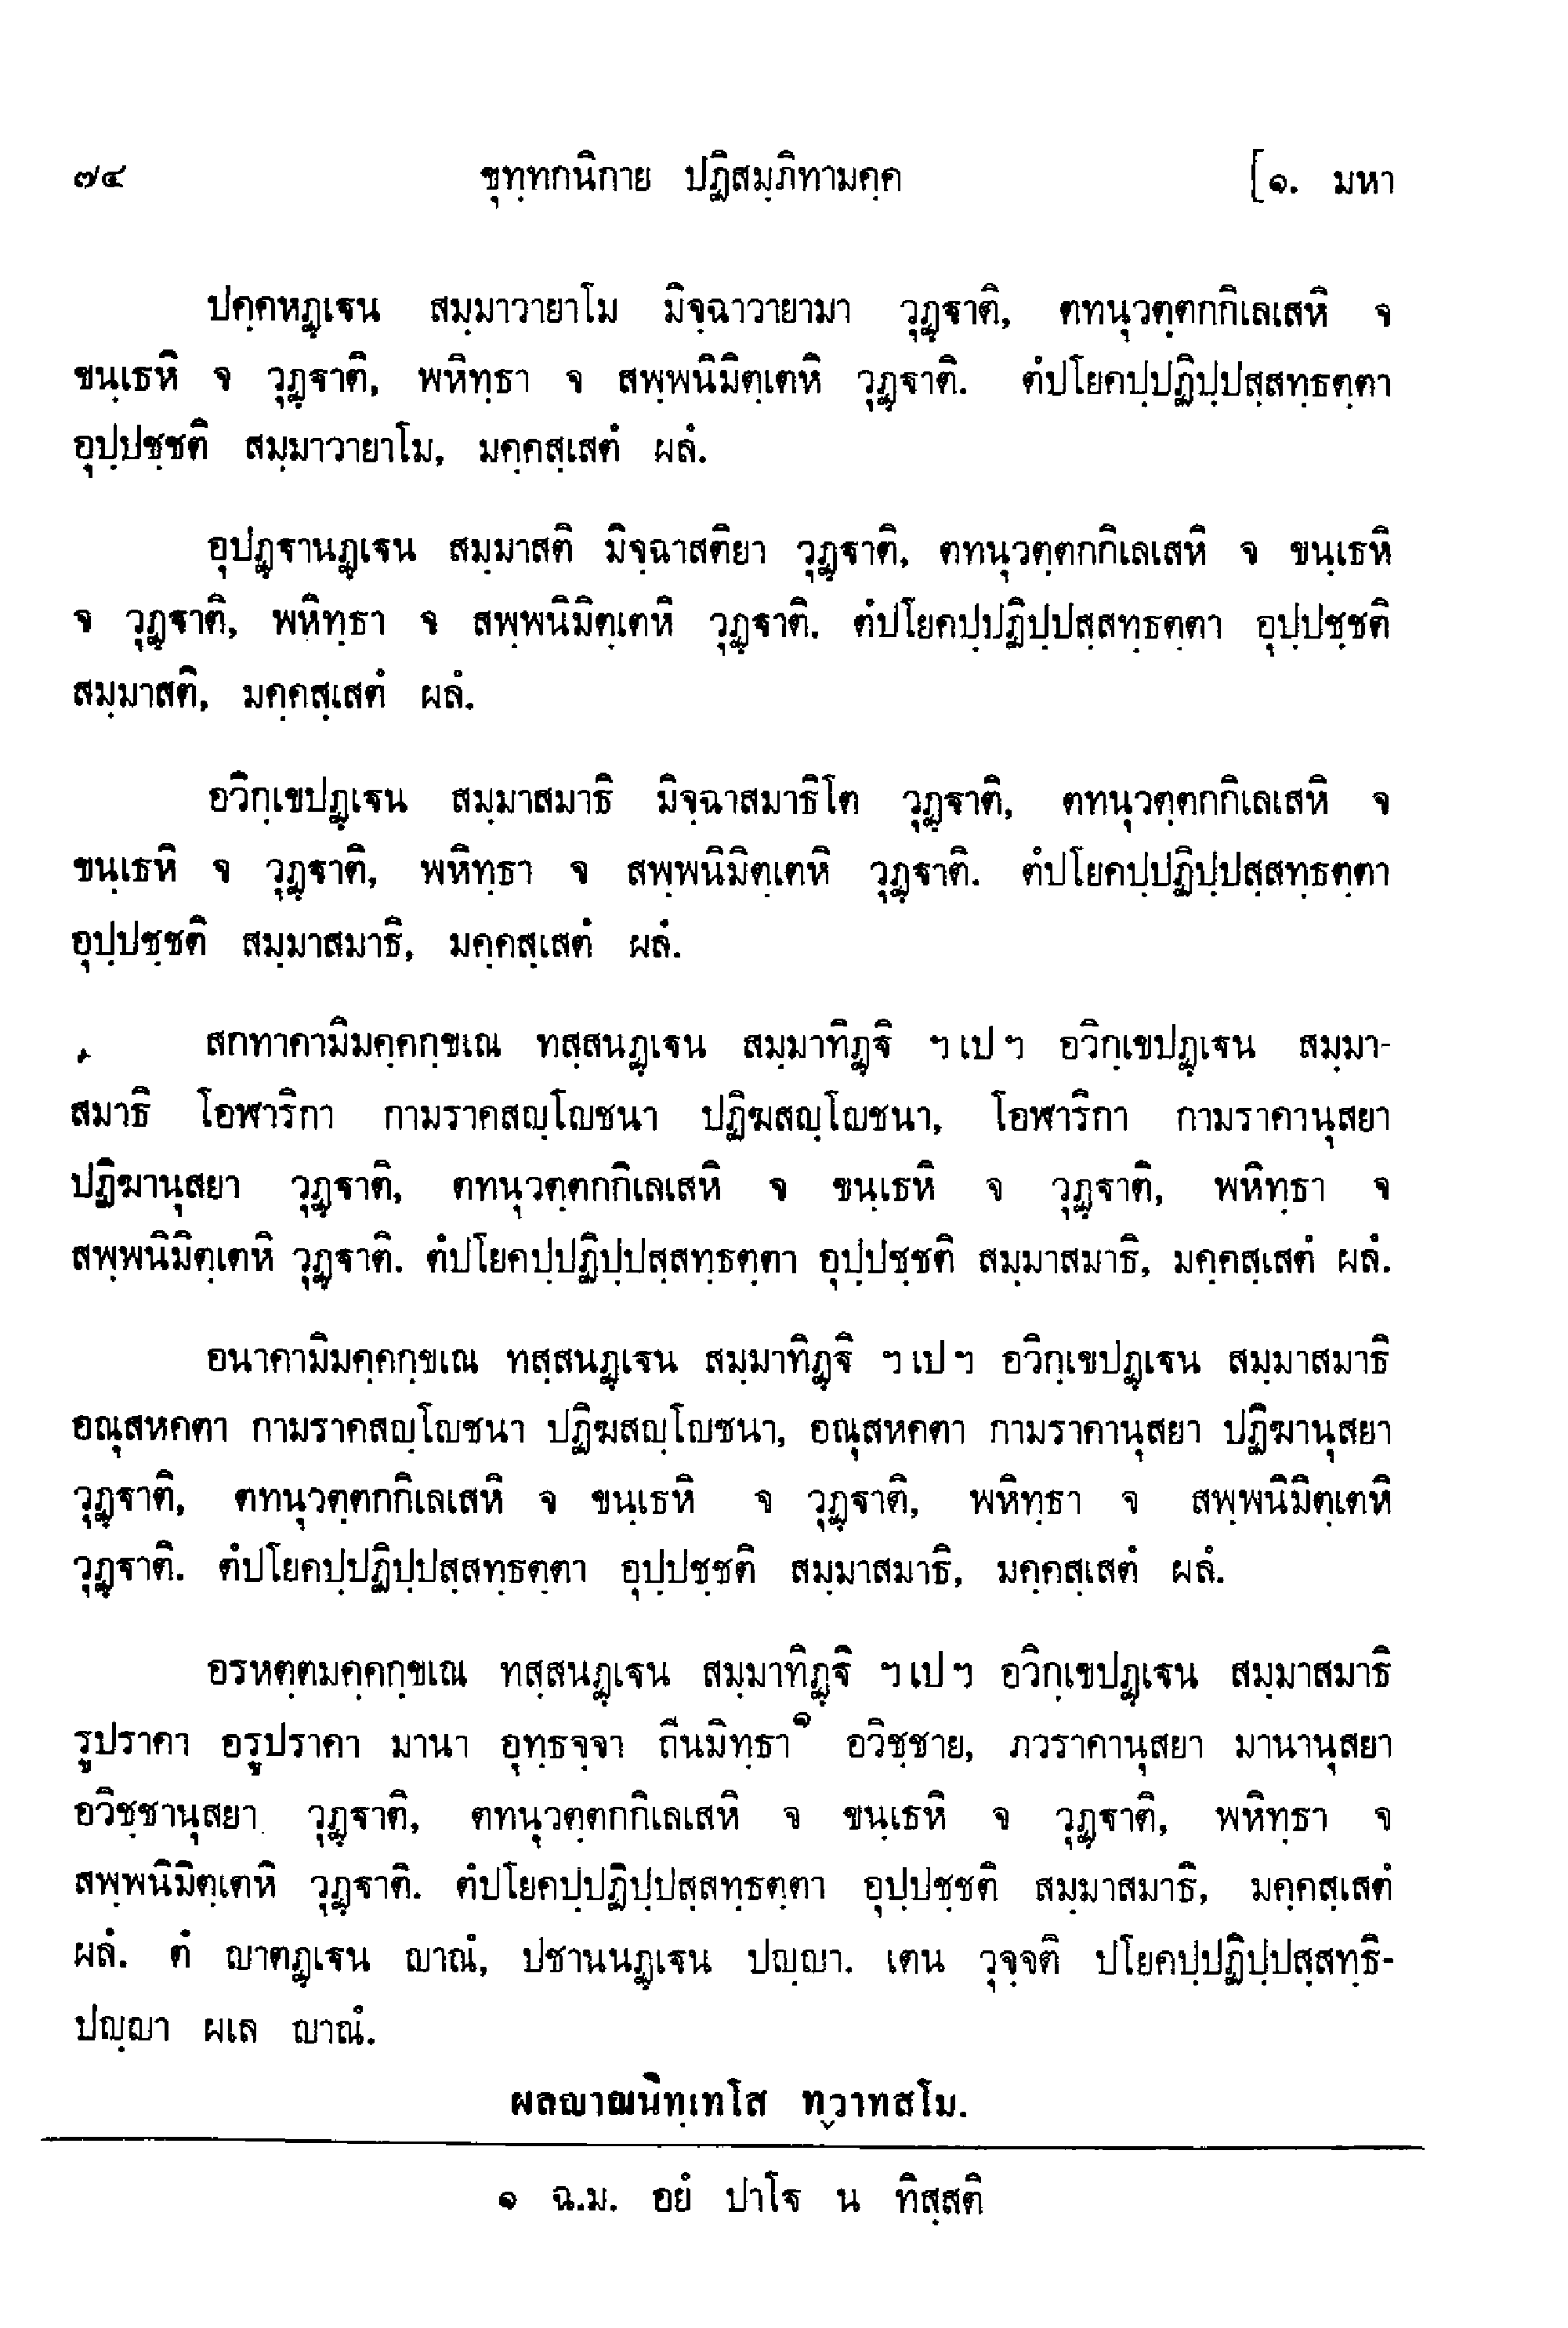 ๗๔ ขุทฺทกนิกาย ปฏิสมฺภิทามคฺค [๑. มหา
ปคฺคหฏฺเฐน สมฺมาวายาโม มิจฺฉาวายามา วุฏฺฐาติ, ตทนุวตฺตกกิเลเสหิ จ
ขนฺเธหิ จ วุฏฺฐาติ, พหิทฺธา จ สพฺพนิมิตฺเตหิ วุฏฺฐาติ. ตํปโยคปฺปฏิปฺปสฺสทฺธตฺตา
อุปฺปชฺชติ สมฺมาวายาโม, มคฺคสฺเสตํ ผลํ.
อุปฏฺฐานฏฺเฐน สมฺมาสติ มิจฺฉาสติยา วุฏฺฐาติ, ตทนุวตฺตกกิเลเสหิ จ ขนฺเธหิ
จ วุฏฺฐาติ, พหิทฺธา จ สพฺพนิมิตฺเตหิ วุฏฺฐาติ. ตํปโยคปฺปฏิปฺปสฺสทฺธตฺตา อุปฺปชฺชติ
สมฺมาสติ, มคฺคสฺเสตํ ผลํ.
อวิกฺเขปฏฺเฐน สมฺมาสมาธิ มิจฺฉาสมาธิโต วุฏฺฐาติ, ตทนุวตฺตกกิเลเสหิ จ
ขนฺเธหิ จ วุฏฺฐาติ, พหิทฺธา จ สพฺพนิมิตฺเตหิ วุฏฺฐาติ. ตํปโยคปฺปฏิปฺปสฺสทฺธตฺตา
อุปฺปชฺชติ สมฺมาสมาธิ, มคฺคสฺเสตํ ผลํ.
สกทาคามิมคฺคกฺขเณ ทสฺสนฏฺเฐน สมฺมาทิฏฺฐิ ฯ เป ฯ อวิกฺเขปฏฺเฐน สมฺมา-
สมาธิ โอฬาริกา กามราคสญฺโญชนา ปฏิฆสญฺโญชนา, โอฬาริกา กามราคานุสยา
ปฏิฆานุสยา วุฏฺฐาติ, ตทนุวตฺตกกิเลเสหิ จ ขนฺเธหิ จ วุฏฺฐาติ, พหิทฺธา จ
สพฺพนิมิตฺเตหิ วุฏฺฐาติ. ตํปโยคปฺปฏิปฺปสฺสทฺธตฺตา อุปฺปชฺชติ สมฺมาสมาธิ, มคฺคสฺเสตํ ผลํ.
อนาคามิมคฺคกฺขเณ ทสฺสนฏฺเฐน สมฺมาทิฏฺฐิ ฯ เป ฯ อวิกฺเขปฏฺเฐน สมฺมาสมาธิ
อณุสหคตา กามราคสญฺโญชนา ปฏิฆสญฺโญชนา, อณุสหคตา กามราคานุสยา ปฏิฆานุสยา
วุฏฺฐาติ, ตทนุวตฺตกกิเลเสหิ จ ขนฺเธหิ จ วุฏฺฐาติ, พหิทฺธา จ สพฺพนิมิตฺเตหิ
วุฏฺฐาติ. ตํปโยคปฺปฏิปฺปสฺสทฺธตฺตา อุปฺปชฺชติ สมฺมาสมาธิ, มคฺคสฺเสตํ ผลํ.
อรหตฺตมคฺคกฺขเณ ทสฺสนฏฺเฐน สมฺมาทิฏฺฐิ ฯ เป ฯ อวิกฺเขปฏฺเฐน สมฺมาสมาธิ
รูปราคา อรูปราคา มานา อุทฺธจฺจา ถีนมิทฺธา๑ อวิชฺชาย, ภวราคานุสยา มานานุสยา
อวิชฺชานุสยา วุฏฺฐาติ, ตทนุวตฺตกกิเลเสหิ จ ขนฺเธหิ จ วุฏฺฐาติ, พหิทฺธา จ
สพฺพนิมิตฺเตหิ วุฏฺฐาติ. ตํปโยคปฺปฏิปฺปสฺสทฺธตฺตา อุปฺปชฺชติ สมฺมาสมาธิ, มคฺคสฺเสตํ
ผลํ. ตํ ญาตฏฺเฐน ญาณํ, ปชานนฏฺเฐน ปญฺญา. เตน วุจฺจติ ปโยคปฺปฏิปฺปสฺสทฺธิ-
ปญฺญา ผเล ญาณํ.
ผลญาณนิทฺเทโส ทฺวาทสโม.
๑ ฉ.ม. อยํ ปาโฐ น ทิสฺสติ